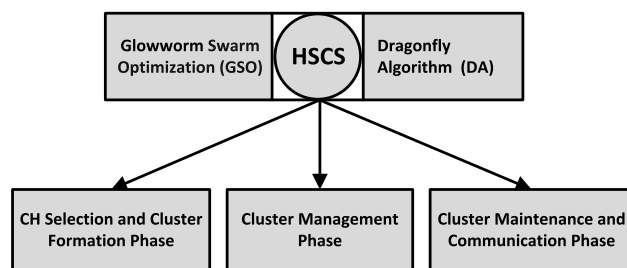 Glowworm Swarm
Optimization (GSO)
HSCS
Dragonfly
Algorithm (DA)
CH Selection and Cluster
Formation Phase
Cluster Management
Phase
Cluster Maintenance and
Communication Phase